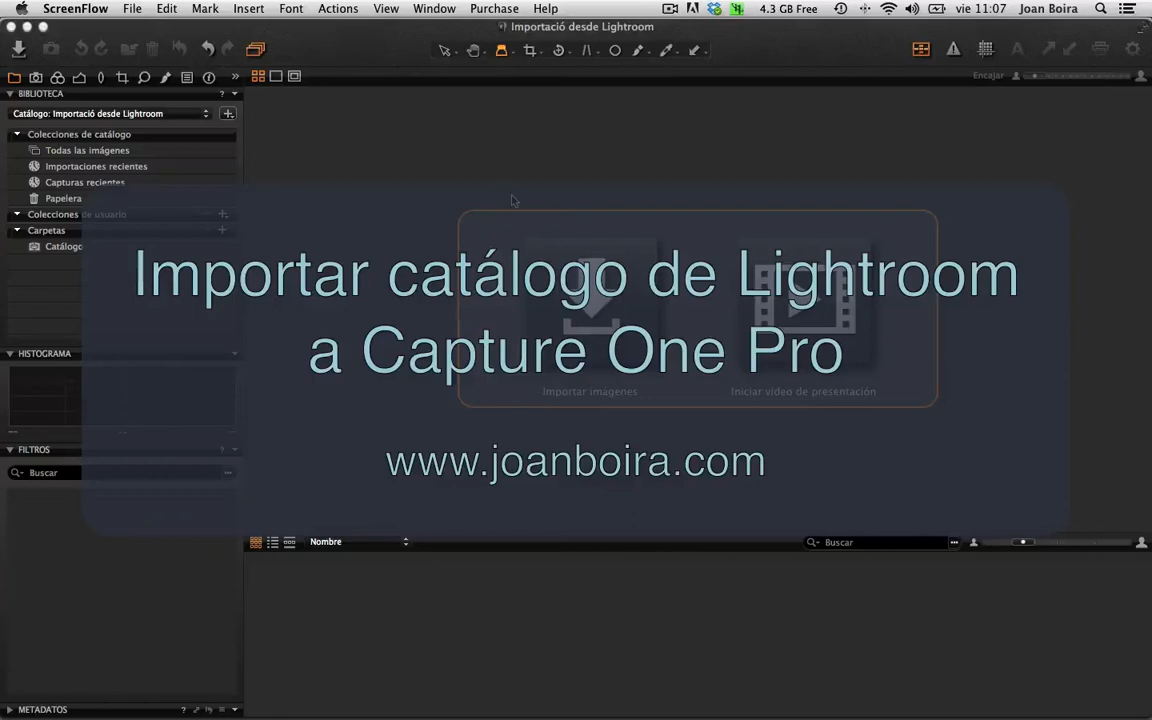 ScreenFlow File Edit Mark Insert Font Actions View Window Purchase Help 4.3 GB Free vie 11:07 Joan Boira
Importació desde Lightroom
Encajar
BIBLIOTECA ?
Catálogo: Importació desde Lightroom
Colecciones de catálogo
Todas las imágenes
Importaciones recientes
Capturas recientes
Papelera
Colecciones de usuario
Carpetas
Catálogo
Importar catálogo de Lightroom
a Capture One Pro
Importar imágenes
Iniciar vídeo de presentación
www.joanboira.com
HISTOGRAMA
FILTROS ?
Buscar
Nombre
Buscar
METADATOS ?